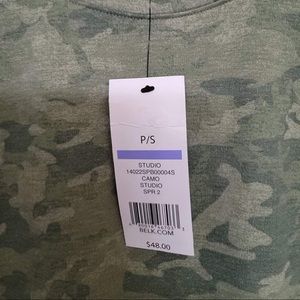 P/S
STUDIO
14022SPB00004S
CAMO
STUDIO
SPR 2
BELK.COM
$48.00